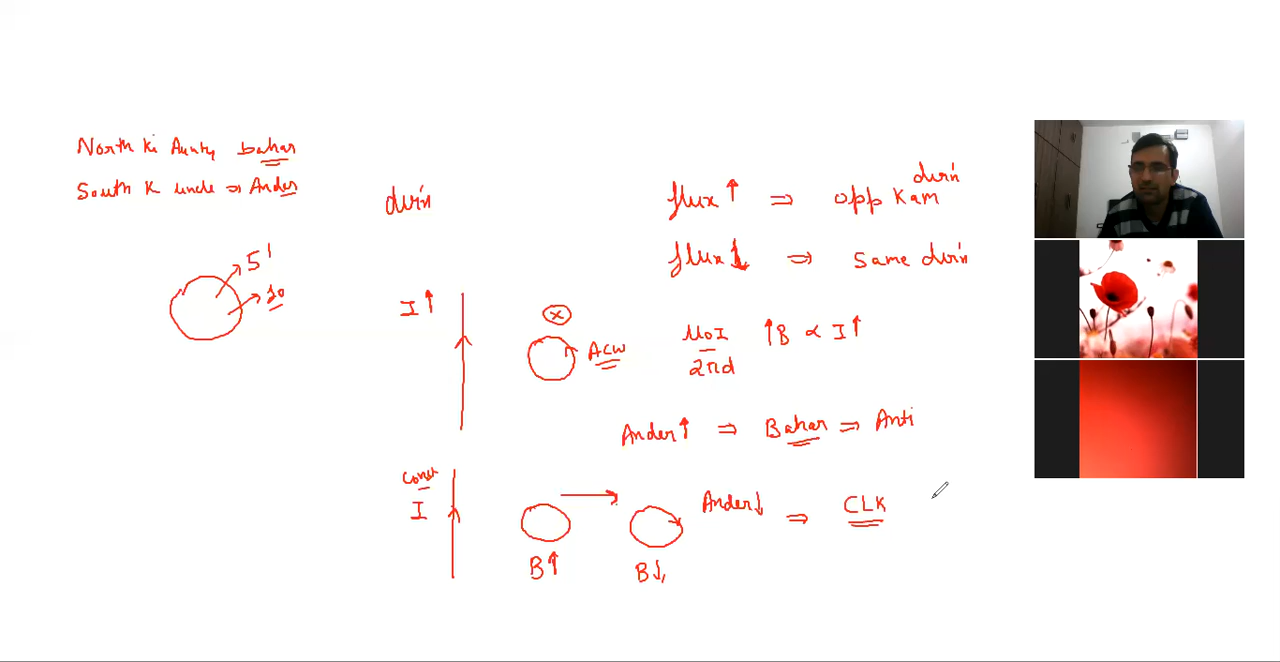 North ki Aunty bahar
South K uncle ⇒ Ander
dirn
5'
10
flux ↑ ⇒ opp Kam dirn
flux ↓ ⇒ Same dirn
I ↑
x
ACW
μ₀I
2πd
↑B ∝ I↑
Ander ↑ ⇒ Bahar ⇒ Anti
Const
I
Ander ↓ ⇒ CLK
B↑
B↓